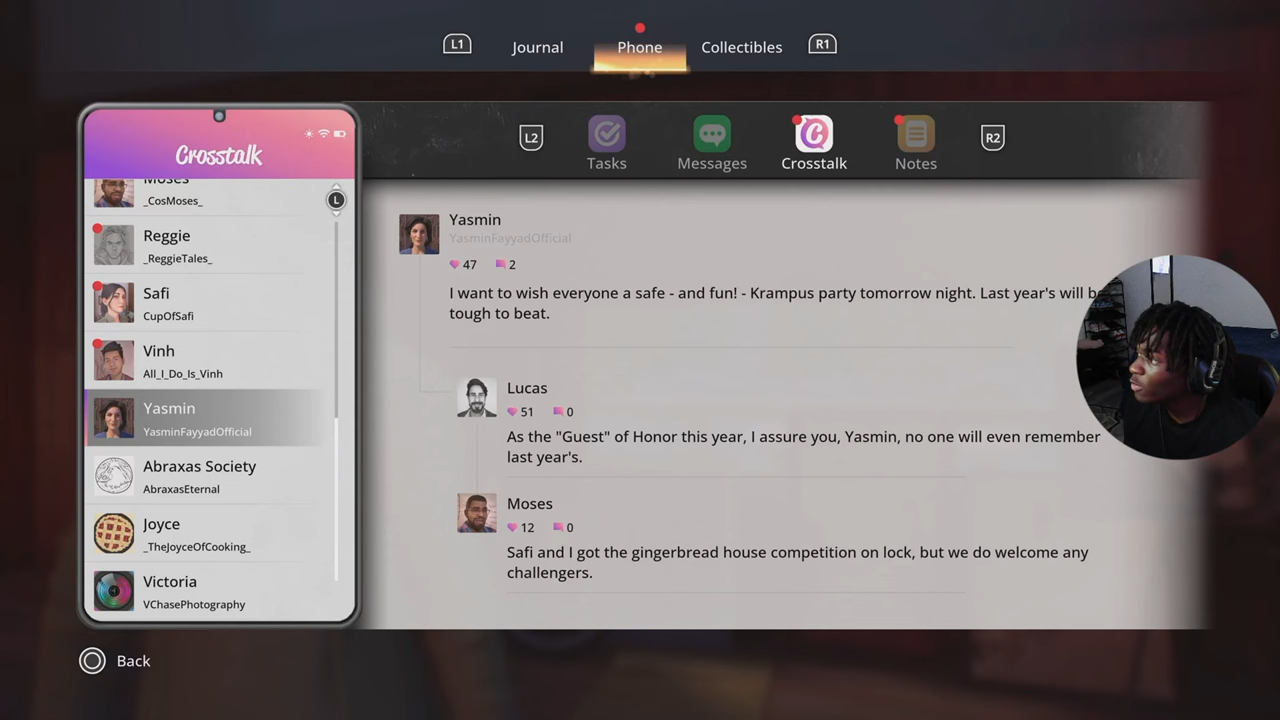 L1
Journal
Phone
Collectibles
R1
Crosstalk
L2
Tasks
Messages
Crosstalk
Notes
R2
Moses
_CosMoses_
L
Reggie
_ReggieTales_
Safi
CupOfSafi
Vinh
All_I_Do_Is_Vinh
Yasmin
YasminFayyadOfficial
Abraxas Society
AbraxasEternal
Joyce
_TheJoyceOfCooking_
Victoria
VChasePhotography
Yasmin
YasminFayyadOfficial
47 2
I want to wish everyone a safe - and fun! - Krampus party tomorrow night. Last year's will be
tough to beat.
Lucas
51 0
As the "Guest" of Honor this year, I assure you, Yasmin, no one will even remember
last year's.
Moses
12 0
Safi and I got the gingerbread house competition on lock, but we do welcome any
challengers.
Back